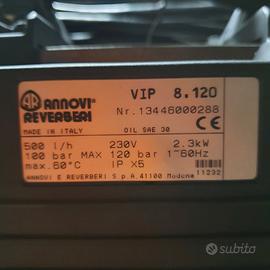 AR ANNOVI REVERBERI
VIP 8.120
Nr.13446000288
MADE IN ITALY OIL SAE 30 CE
500 l/h 230V 2.3kW
100 bar MAX 120 bar 1~60Hz
max.60°C IP X5
ANNOVI E REVERBERI S.p.A. 41100 Modena 11232
subito